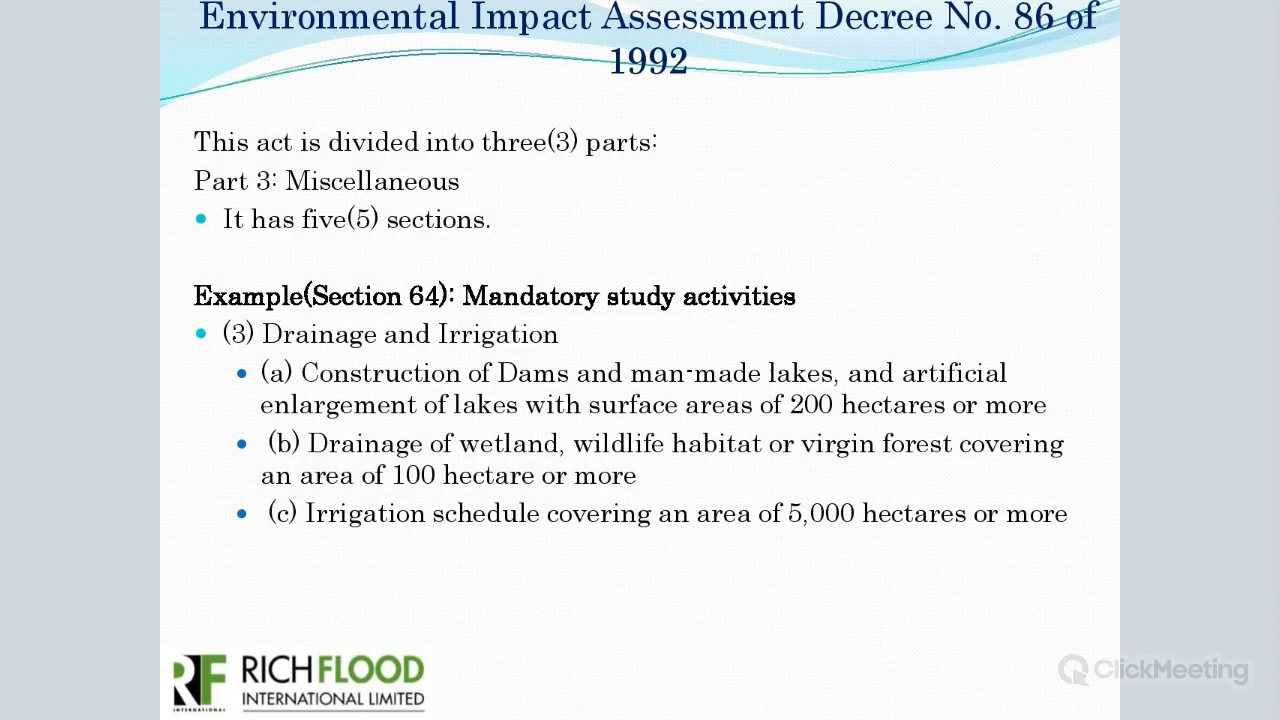 Environmental Impact Assessment Decree No. 86 of
1992
This act is divided into three(3) parts:
Part 3: Miscellaneous
It has five(5) sections.
Example(Section 64): Mandatory study activities
(3) Drainage and Irrigation
(a) Construction of Dams and man-made lakes, and artificial
enlargement of lakes with surface areas of 200 hectares or more
(b) Drainage of wetland, wildlife habitat or virgin forest covering
an area of 100 hectare or more
(c) Irrigation schedule covering an area of 5,000 hectares or more
RF
INTERNATIONAL
RICHFLOOD
INTERNATIONAL LIMITED
ClickMeeting